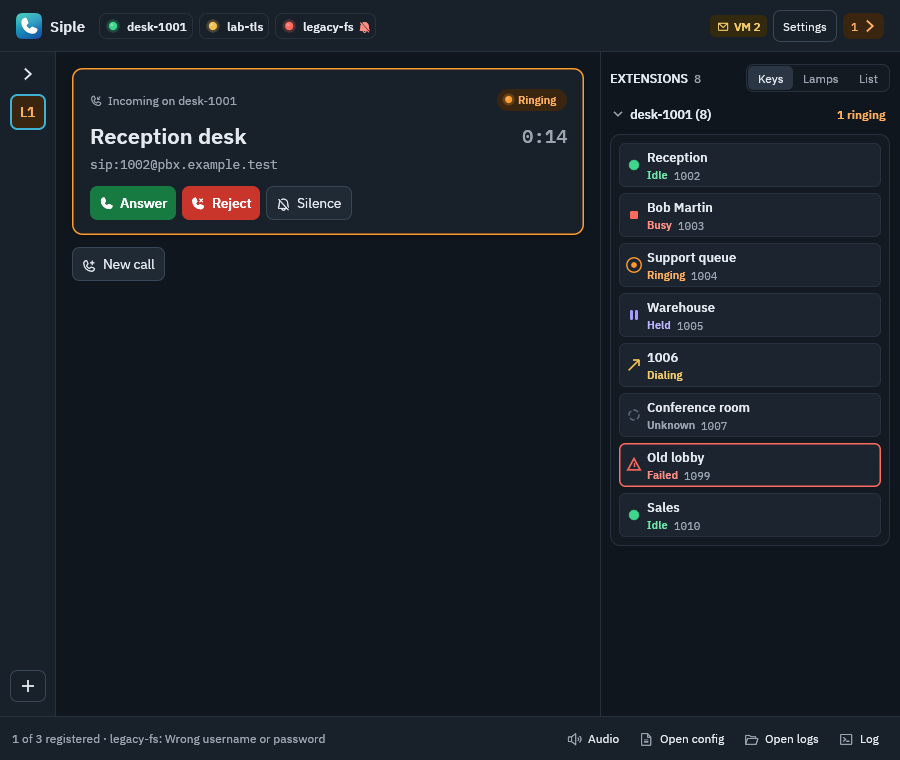 Siple
desk-1001
lab-tls
legacy-fs
VM 2
Settings
1
L1
Incoming on desk-1001
Ringing
Reception desk
0:14
sip:1002@pbx.example.test
Answer
Reject
Silence
New call
EXTENSIONS 8
Keys
Lamps
List
desk-1001 (8)
1 ringing
Reception
Idle 1002
Bob Martin
Busy 1003
Support queue
Ringing 1004
Warehouse
Held 1005
1006
Dialing
Conference room
Unknown 1007
Old lobby
Failed 1099
Sales
Idle 1010
1 of 3 registered · legacy-fs: Wrong username or password
Audio
Open config
Open logs
Log